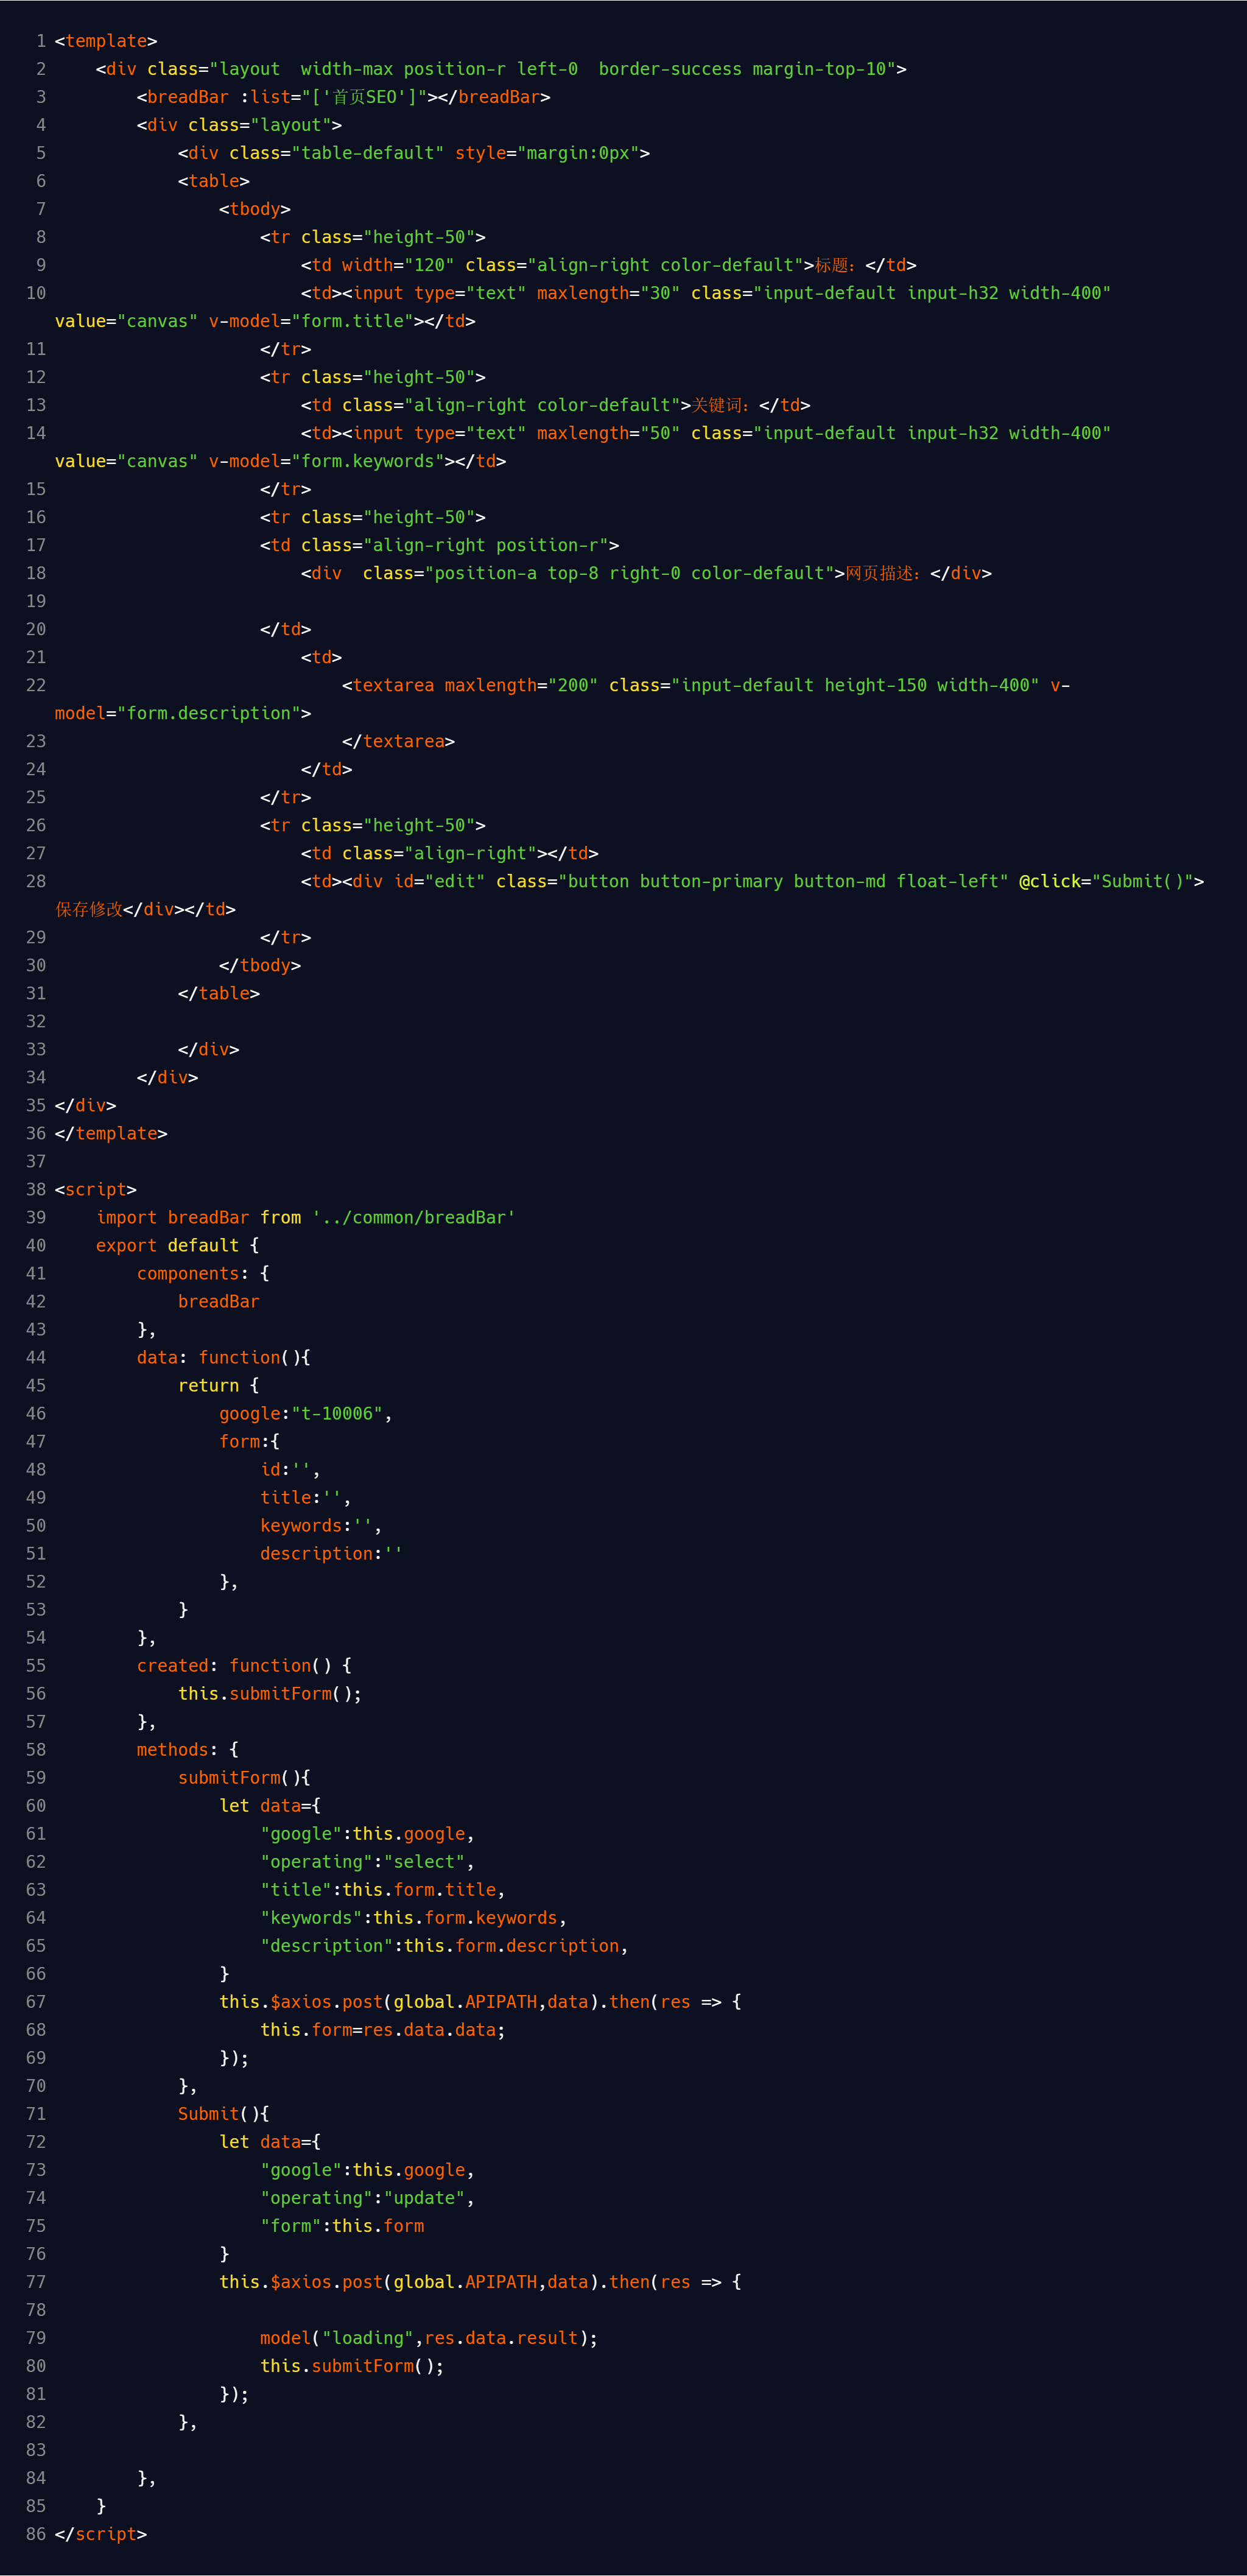 1 <template>
2     <div class="layout  width-max position-r left-0  border-success margin-top-10">
3         <breadBar :list="['首页SEO']"></breadBar>
4         <div class="layout">
5             <div class="table-default" style="margin:0px">
6             <table>
7                 <tbody>
8                     <tr class="height-50">
9                         <td width="120" class="align-right color-default">标题：</td>
10                         <td><input type="text" maxlength="30" class="input-default input-h32 width-400"
value="canvas" v-model="form.title"></td>
11                     </tr>
12                     <tr class="height-50">
13                         <td class="align-right color-default">关键词：</td>
14                         <td><input type="text" maxlength="50" class="input-default input-h32 width-400"
value="canvas" v-model="form.keywords"></td>
15                     </tr>
16                     <tr class="height-50">
17                     <td class="align-right position-r">
18                         <div  class="position-a top-8 right-0 color-default">网页描述：</div>
19
20                     </td>
21                         <td>
22                             <textarea maxlength="200" class="input-default height-150 width-400" v-
model="form.description">
23                             </textarea>
24                         </td>
25                     </tr>
26                     <tr class="height-50">
27                         <td class="align-right"></td>
28                         <td><div id="edit" class="button button-primary button-md float-left" @click="Submit()">
保存修改</div></td>
29                     </tr>
30                 </tbody>
31             </table>
32
33             </div>
34         </div>
35 </div>
36 </template>
37
38 <script>
39     import breadBar from '../common/breadBar'
40     export default {
41         components: {
42             breadBar
43         },
44         data: function(){
45             return {
46                 google:"t-10006",
47                 form:{
48                     id:'',
49                     title:'',
50                     keywords:'',
51                     description:''
52                 },
53             }
54         },
55         created: function() {
56             this.submitForm();
57         },
58         methods: {
59             submitForm(){
60                 let data={
61                     "google":this.google,
62                     "operating":"select",
63                     "title":this.form.title,
64                     "keywords":this.form.keywords,
65                     "description":this.form.description,
66                 }
67                 this.$axios.post(global.APIPATH,data).then(res => {
68                     this.form=res.data.data;
69                 });
70             },
71             Submit(){
72                 let data={
73                     "google":this.google,
74                     "operating":"update",
75                     "form":this.form
76                 }
77                 this.$axios.post(global.APIPATH,data).then(res => {
78
79                     model("loading",res.data.result);
80                     this.submitForm();
81                 });
82             },
83
84         },
85     }
86 </script>